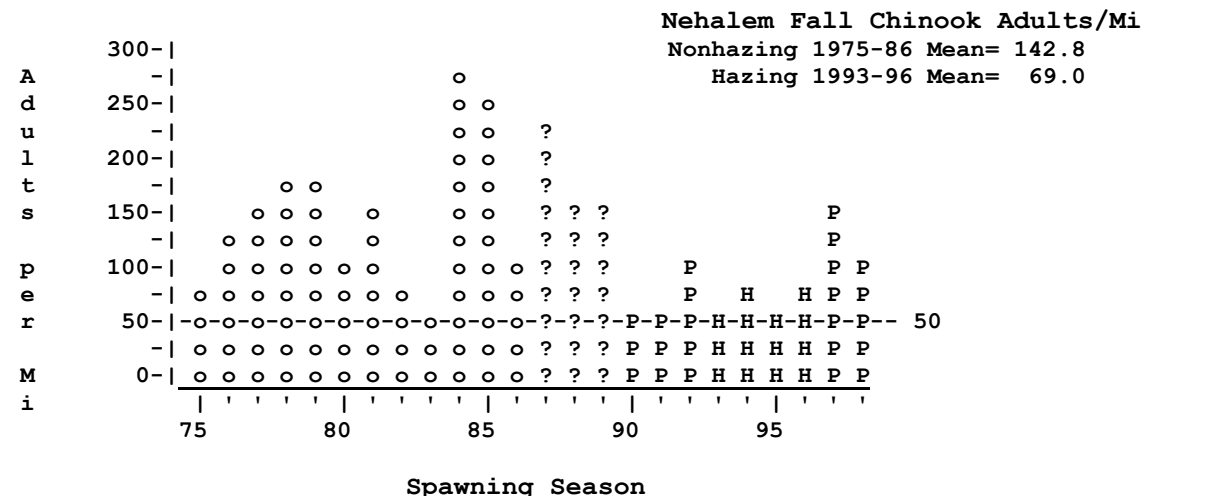 Nehalem Fall Chinook Adults/Mi
300-| Nonhazing 1975-86 Mean= 142.8
A -| o Hazing 1993-96 Mean= 69.0
d 250-| o o
u -| o o ?
l 200-| o o ?
t -| o o o o ?
s 150-| o o o o o o ? ? ? P
-| o o o o o o o ? ? ? P
p 100-| o o o o o o o o o ? ? ? P P P
e -| o o o o o o o o o o o ? ? ? P H H P P
r 50-|-o-o-o-o-o-o-o-o-o-o-o-o-?-?-?-P-P-P-H-H-H-H-P-P-- 50
-| o o o o o o o o o o o o ? ? ? P P P H H H H P P
M 0-| o o o o o o o o o o o o ? ? ? P P P H H H H P P
i | ' ' ' ' | ' ' ' ' | ' ' ' ' | ' ' ' ' | ' ' '
75 80 85 90 95
Spawning Season